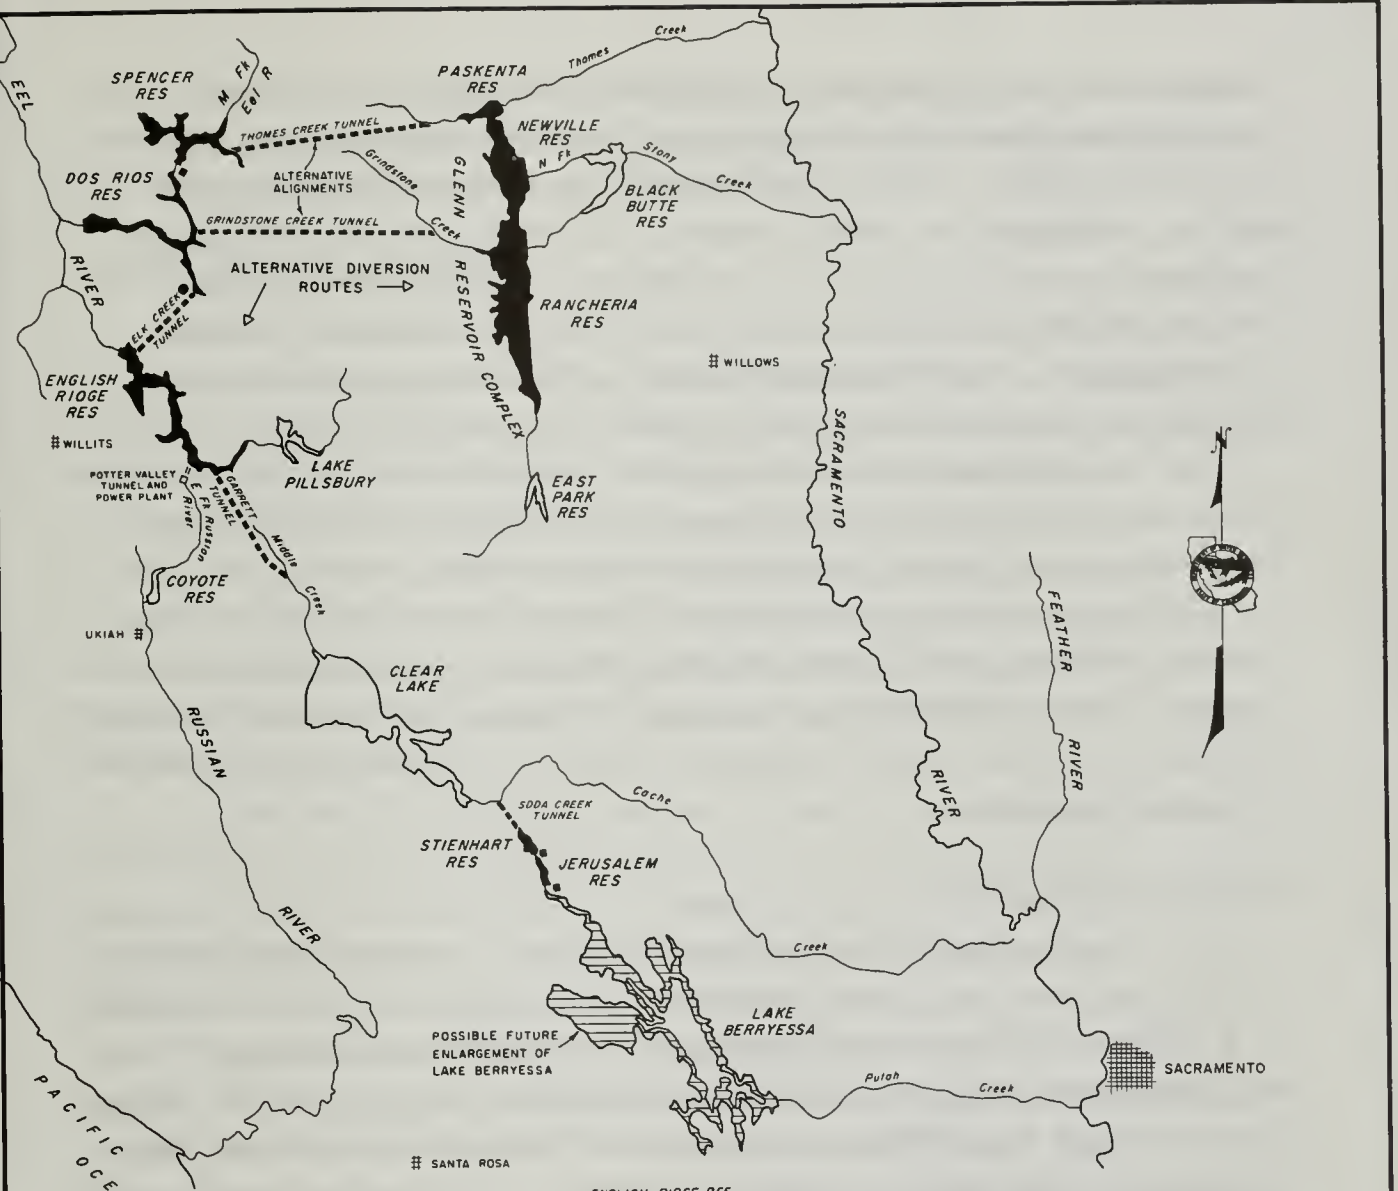 Creek
Thomes
PASKENTA
RES
SPENCER
RES
M Fk
Eel R
EEL
THOMES CREEK TUNNEL
NEWVILLE
RES
N Fk
Stony
Creek
Grindstone
Creek
GLENN
RESERVOIR COMPLEX
ALTERNATIVE
ALIGNMENTS
DOS RIOS
RES
BLACK
BUTTE
RES
GRINDSTONE CREEK TUNNEL
RIVER
ALTERNATIVE DIVERSION
ROUTES
RANCHERIA
RES
ELK CREEK
TUNNEL
WILLOWS
ENGLISH
RIOGE
RES
WILLITS
SACRAMENTO
N
LAKE
PILLSBURY
POTTER VALLEY
TUNNEL AND
POWER PLANT
E Fk Russian
River
GARRETT
TUNNEL
EAST
PARK
RES
Middle
Creek
COYOTE
RES
UKIAH
FEATHER
CLEAR
LAKE
RUSSIAN
RIVER
RIVER
Cache
SODA CREEK
TUNNEL
STIENHART
RES
JERUSALEM
RES
RIVER
Creek
LAKE
BERRYESSA
POSSIBLE FUTURE
ENLARGEMENT OF
LAKE BERRYESSA
SACRAMENTO
Putah
Creek
PACIFIC
OCE
SANTA ROSA
ENGLISH RIDGE RES